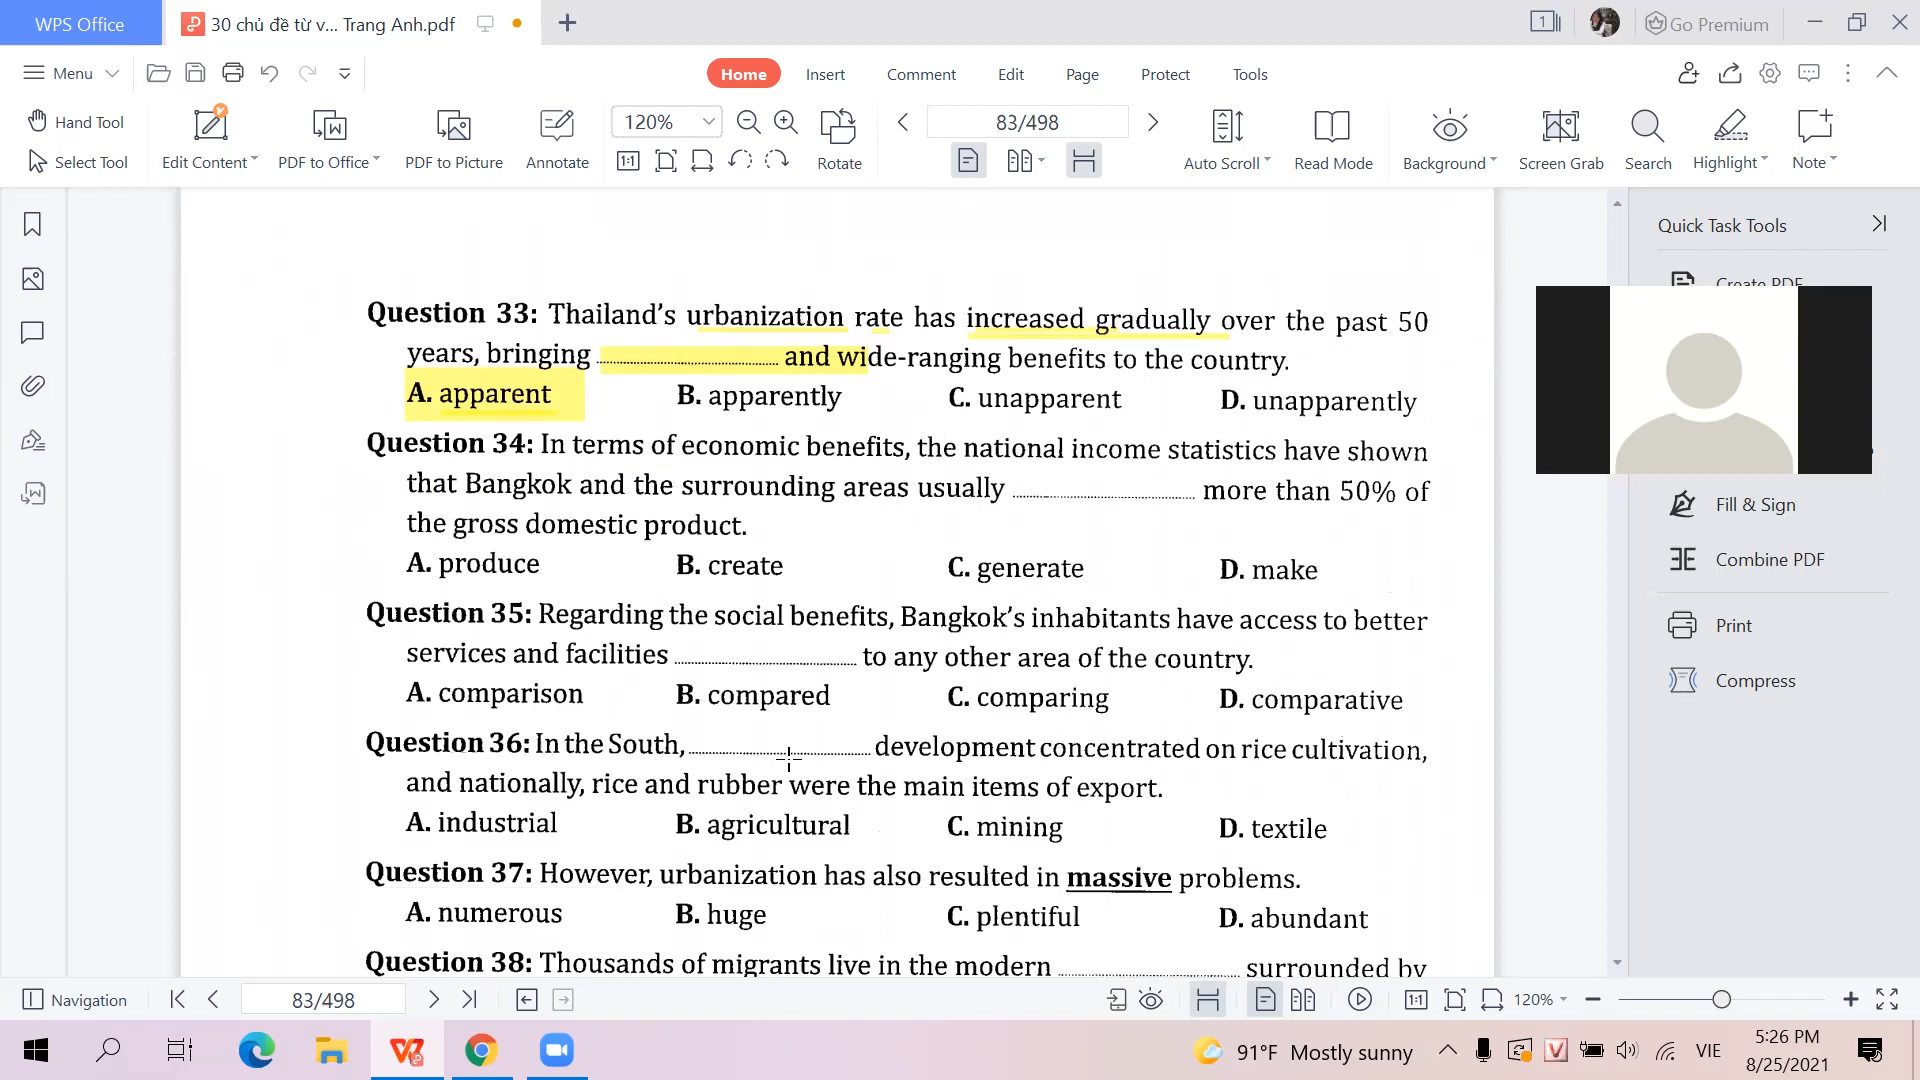 WPS Office
30 chủ đề từ v... Trang Anh.pdf
1
Go Premium
Menu
Home
Insert
Comment
Edit
Page
Protect
Tools
Hand Tool
Select Tool
Edit Content
PDF to Office
PDF to Picture
Annotate
120%
1:1
Rotate
83/498
Auto Scroll
Read Mode
Background
Screen Grab
Search
Highlight
Note
Quick Task Tools
Question 33: Thailand's urbanization rate has increased gradually over the past 50
years, bringing ........................ and wide-ranging benefits to the country.
A. apparent B. apparently C. unapparent D. unapparently
Question 34: In terms of economic benefits, the national income statistics have shown
that Bangkok and the surrounding areas usually ........................ more than 50% of
the gross domestic product.
A. produce B. create C. generate D. make
Question 35: Regarding the social benefits, Bangkok's inhabitants have access to better
services and facilities ........................ to any other area of the country.
A. comparison B. compared C. comparing D. comparative
Question 36: In the South, ........................ development concentrated on rice cultivation,
and nationally, rice and rubber were the main items of export.
A. industrial B. agricultural C. mining D. textile
Question 37: However, urbanization has also resulted in massive problems.
A. numerous B. huge C. plentiful D. abundant
Question 38: Thousands of migrants live in the modern ........................ surrounded by
Create PDF
Fill & Sign
Combine PDF
Print
Compress
Navigation
83/498
1:1
120%
91°F Mostly sunny
VIE
5:26 PM
8/25/2021